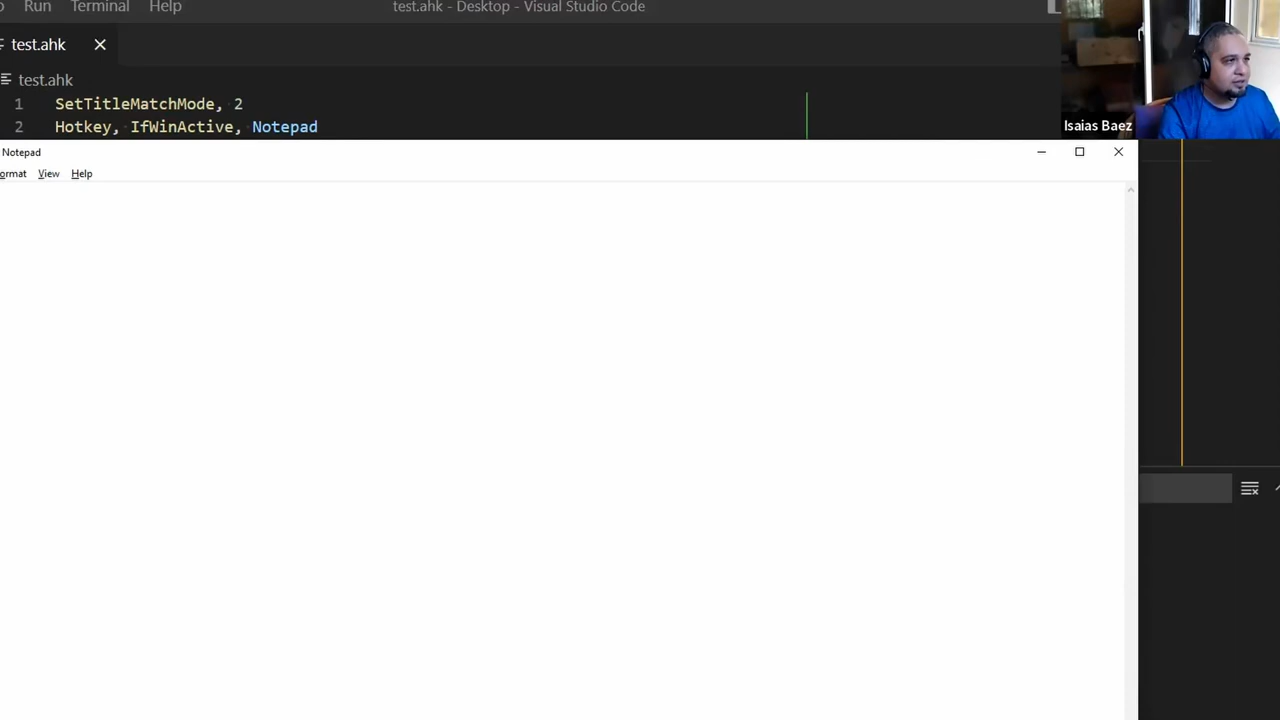 Run Terminal Help test.ahk - Desktop - Visual Studio Code
test.ahk
test.ahk
1 SetTitleMatchMode, 2
2 Hotkey, IfWinActive, Notepad
Isaias Baez
Notepad
ormat View Help